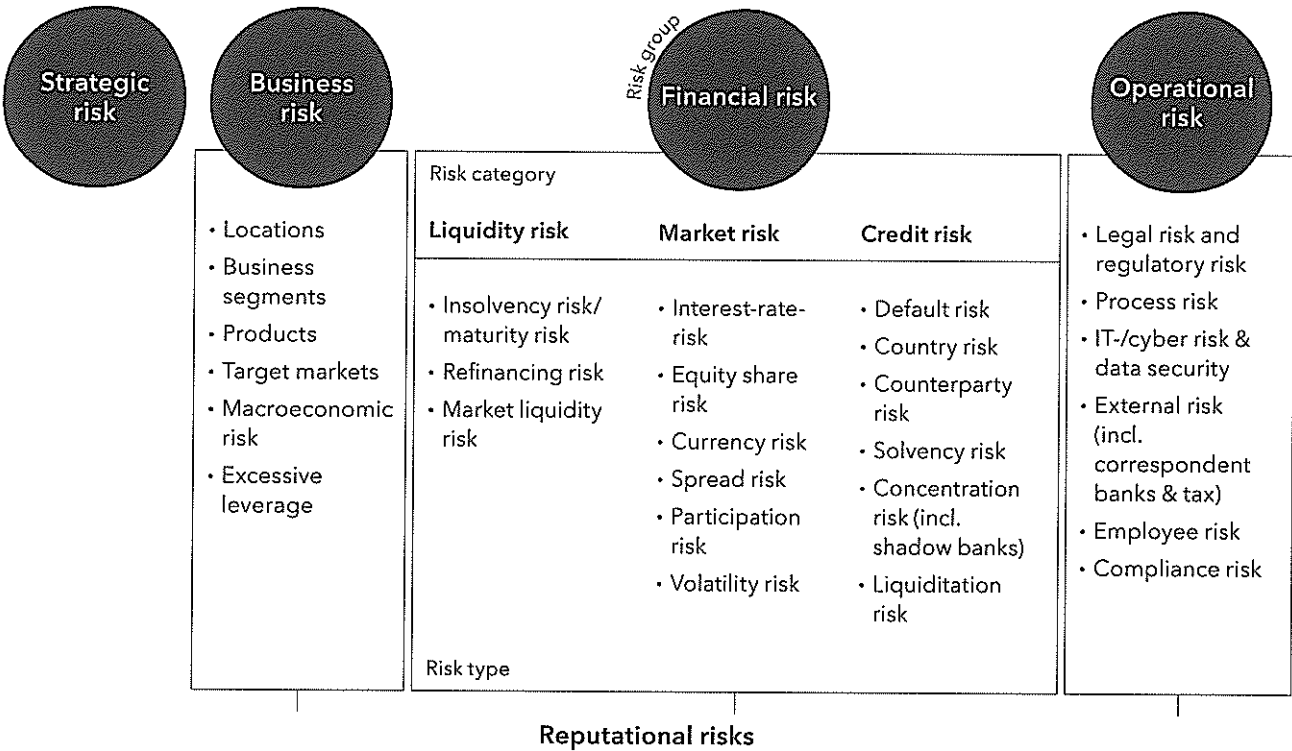 Strategic
risk
Business
risk
Risk group
Financial risk
Operational
risk
• Locations
• Business
segments
• Products
• Target markets
• Macroeconomic
risk
• Excessive
leverage
Risk category
Liquidity risk
• Insolvency risk/
maturity risk
• Refinancing risk
• Market liquidity
risk
Market risk
• Interest-rate-
risk
• Equity share
risk
• Currency risk
• Spread risk
• Participation
risk
• Volatility risk
Credit risk
• Default risk
• Country risk
• Counterparty
risk
• Solvency risk
• Concentration
risk (incl.
shadow banks)
• Liquiditation
risk
Risk type
• Legal risk and
regulatory risk
• Process risk
• IT-/cyber risk &
data security
• External risk
(incl.
correspondent
banks & tax)
• Employee risk
• Compliance risk
Reputational risks